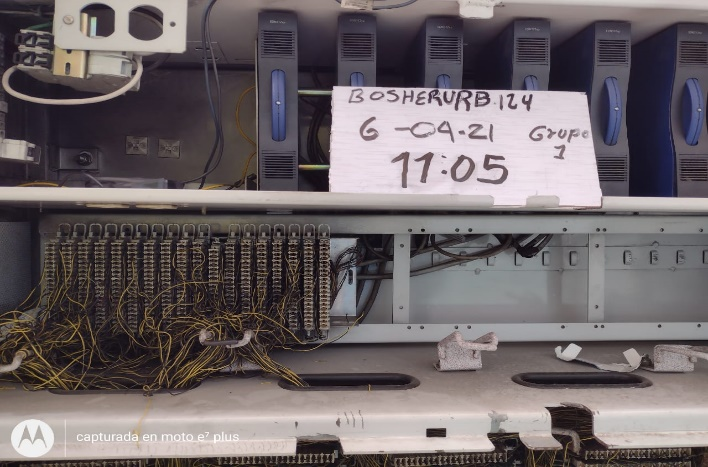 BOSHERURB.124
6-04-21 Grupo 1
11:05
capturada en moto e⁷ plus